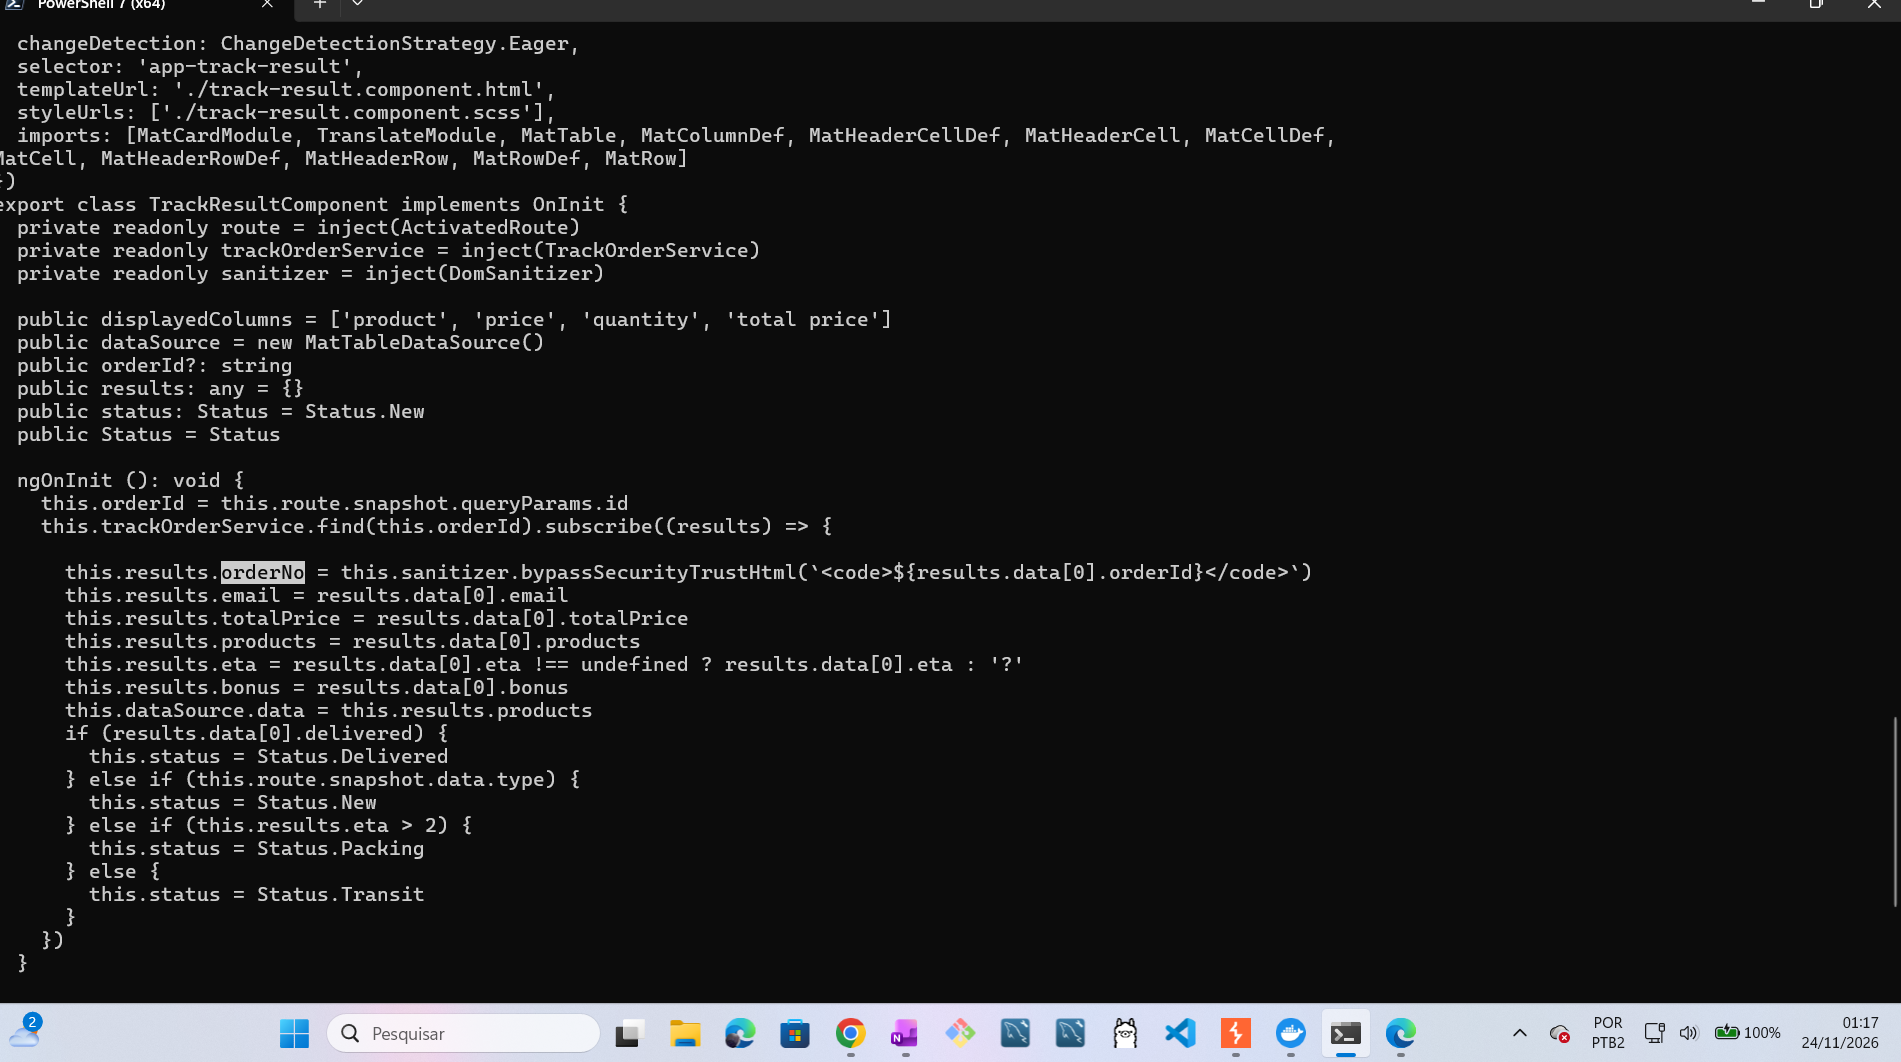 PowerShell 7 (x64)
changeDetection: ChangeDetectionStrategy.Eager,
selector: 'app-track-result',
templateUrl: './track-result.component.html',
styleUrls: ['./track-result.component.scss'],
imports: [MatCardModule, TranslateModule, MatTable, MatColumnDef, MatHeaderCellDef, MatHeaderCell, MatCellDef,
MatCell, MatHeaderRowDef, MatHeaderRow, MatRowDef, MatRow]
})
export class TrackResultComponent implements OnInit {
private readonly route = inject(ActivatedRoute)
private readonly trackOrderService = inject(TrackOrderService)
private readonly sanitizer = inject(DomSanitizer)
public displayedColumns = ['product', 'price', 'quantity', 'total price']
public dataSource = new MatTableDataSource()
public orderId?: string
public results: any = {}
public status: Status = Status.New
public Status = Status
ngOnInit (): void {
this.orderId = this.route.snapshot.queryParams.id
this.trackOrderService.find(this.orderId).subscribe((results) => {
this.results.orderNo = this.sanitizer.bypassSecurityTrustHtml(`<code>${results.data[0].orderId}</code>`)
this.results.email = results.data[0].email
this.results.totalPrice = results.data[0].totalPrice
this.results.products = results.data[0].products
this.results.eta = results.data[0].eta !== undefined ? results.data[0].eta : '?'
this.results.bonus = results.data[0].bonus
this.dataSource.data = this.results.products
if (results.data[0].delivered) {
this.status = Status.Delivered
} else if (this.route.snapshot.data.type) {
this.status = Status.New
} else if (this.results.eta > 2) {
this.status = Status.Packing
} else {
this.status = Status.Transit
}
})
}
2
Pesquisar
POR
PTB2
100%
01:17
24/11/2026